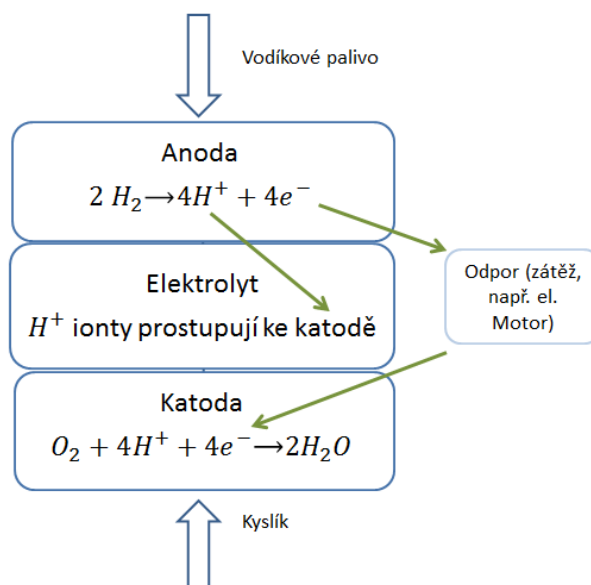 Vodíkové palivo
Anoda
2 H₂→4H⁺ + 4e⁻
Elektrolyt
H⁺ ionty prostupují ke katodě
Odpor (zátěž,
např. el.
Motor)
Katoda
O₂ + 4H⁺ + 4e⁻→2H₂O
Kyslík